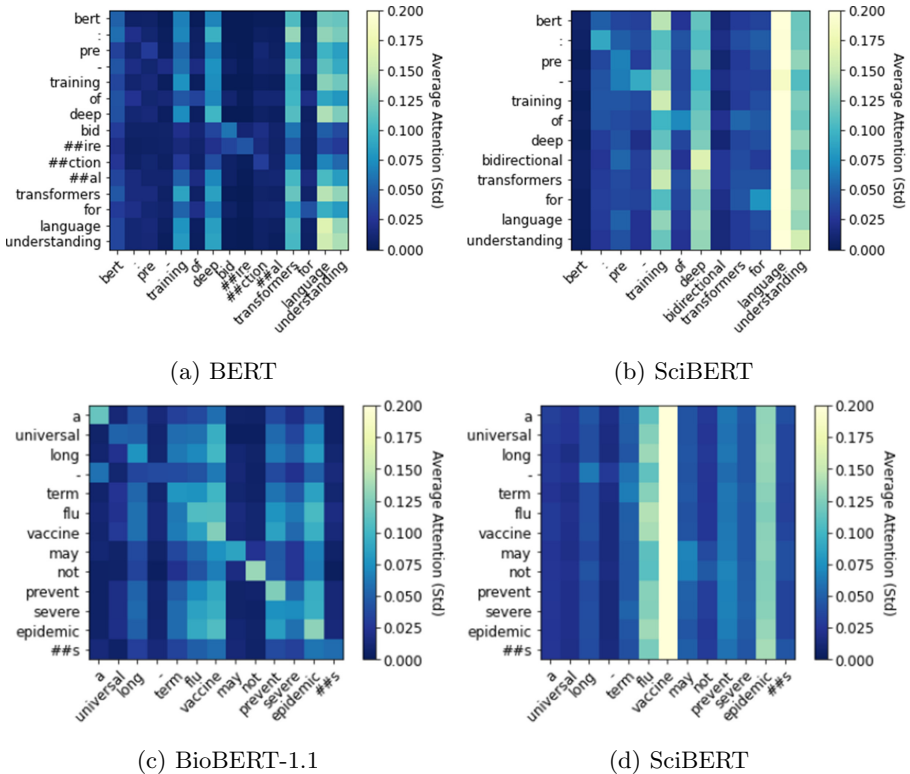 bert
:
pre
-
training
of
deep
bid
##ire
##ction
##al
transformers
for
language
understanding
bert : pre - training of deep bid ##ire ##ction ##al transformers for language understanding
0.200
0.175
0.150
0.125
0.100
0.075
0.050
0.025
0.000
Average Attention (Std)
(a) BERT
bert
:
pre
-
training
of
deep
bidirectional
transformers
for
language
understanding
bert : pre - training of deep bidirectional transformers for language understanding
0.200
0.175
0.150
0.125
0.100
0.075
0.050
0.025
0.000
Average Attention (Std)
(b) SciBERT
a
universal
long
-
term
flu
vaccine
may
not
prevent
severe
epidemic
##s
a universal long - term flu vaccine may not prevent severe epidemic ##s
0.200
0.175
0.150
0.125
0.100
0.075
0.050
0.025
0.000
Average Attention (Std)
(c) BioBERT-1.1
a
universal
long
-
term
flu
vaccine
may
not
prevent
severe
epidemic
##s
a universal long - term flu vaccine may not prevent severe epidemic ##s
0.200
0.175
0.150
0.125
0.100
0.075
0.050
0.025
0.000
Average Attention (Std)
(d) SciBERT